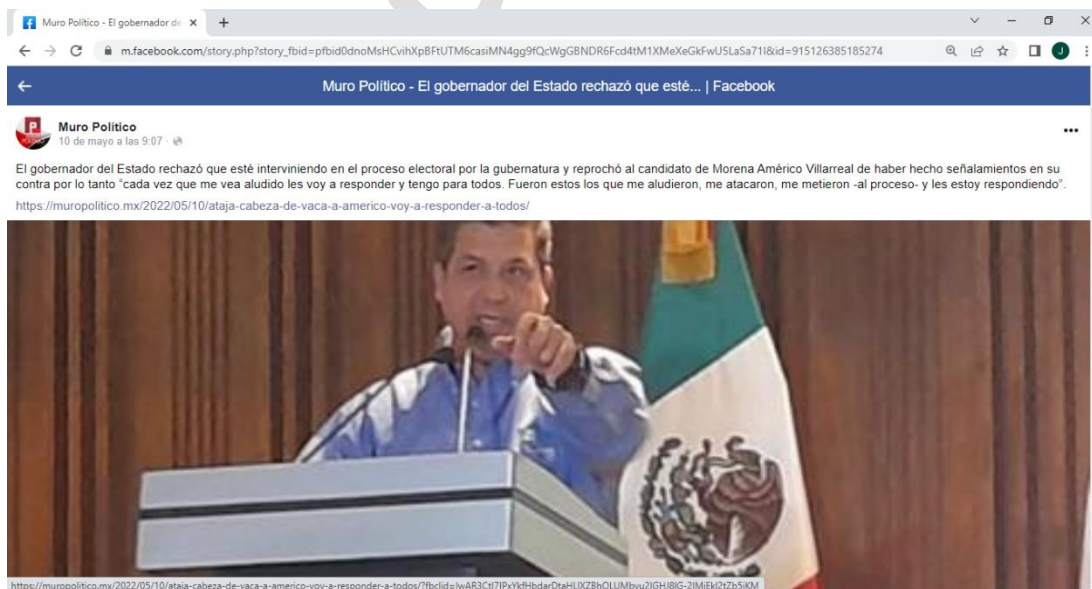 Muro Político - El gobernador de
m.facebook.com/story.php?story_fbid=pfbid0dnoMsHCvihXpBFtUTM6casiMN4gg9fQcWgGBNDR6Fcd4tM1XMeXeGkFwU5LaSa71l&id=915126385185274
J
Muro Político - El gobernador del Estado rechazó que esté... | Facebook
P
Muro Político
10 de mayo a las 9:07 ·
El gobernador del Estado rechazó que esté interviniendo en el proceso electoral por la gubernatura y reprochó al candidato de Morena Américo Villarreal de haber hecho señalamientos en su
contra por lo tanto “cada vez que me vea aludido les voy a responder y tengo para todos. Fueron estos los que me aludieron, me atacaron, me metieron -al proceso- y les estoy respondiendo”.
https://muropolitico.mx/2022/05/10/ataja-cabeza-de-vaca-a-americo-voy-a-responder-a-todos/